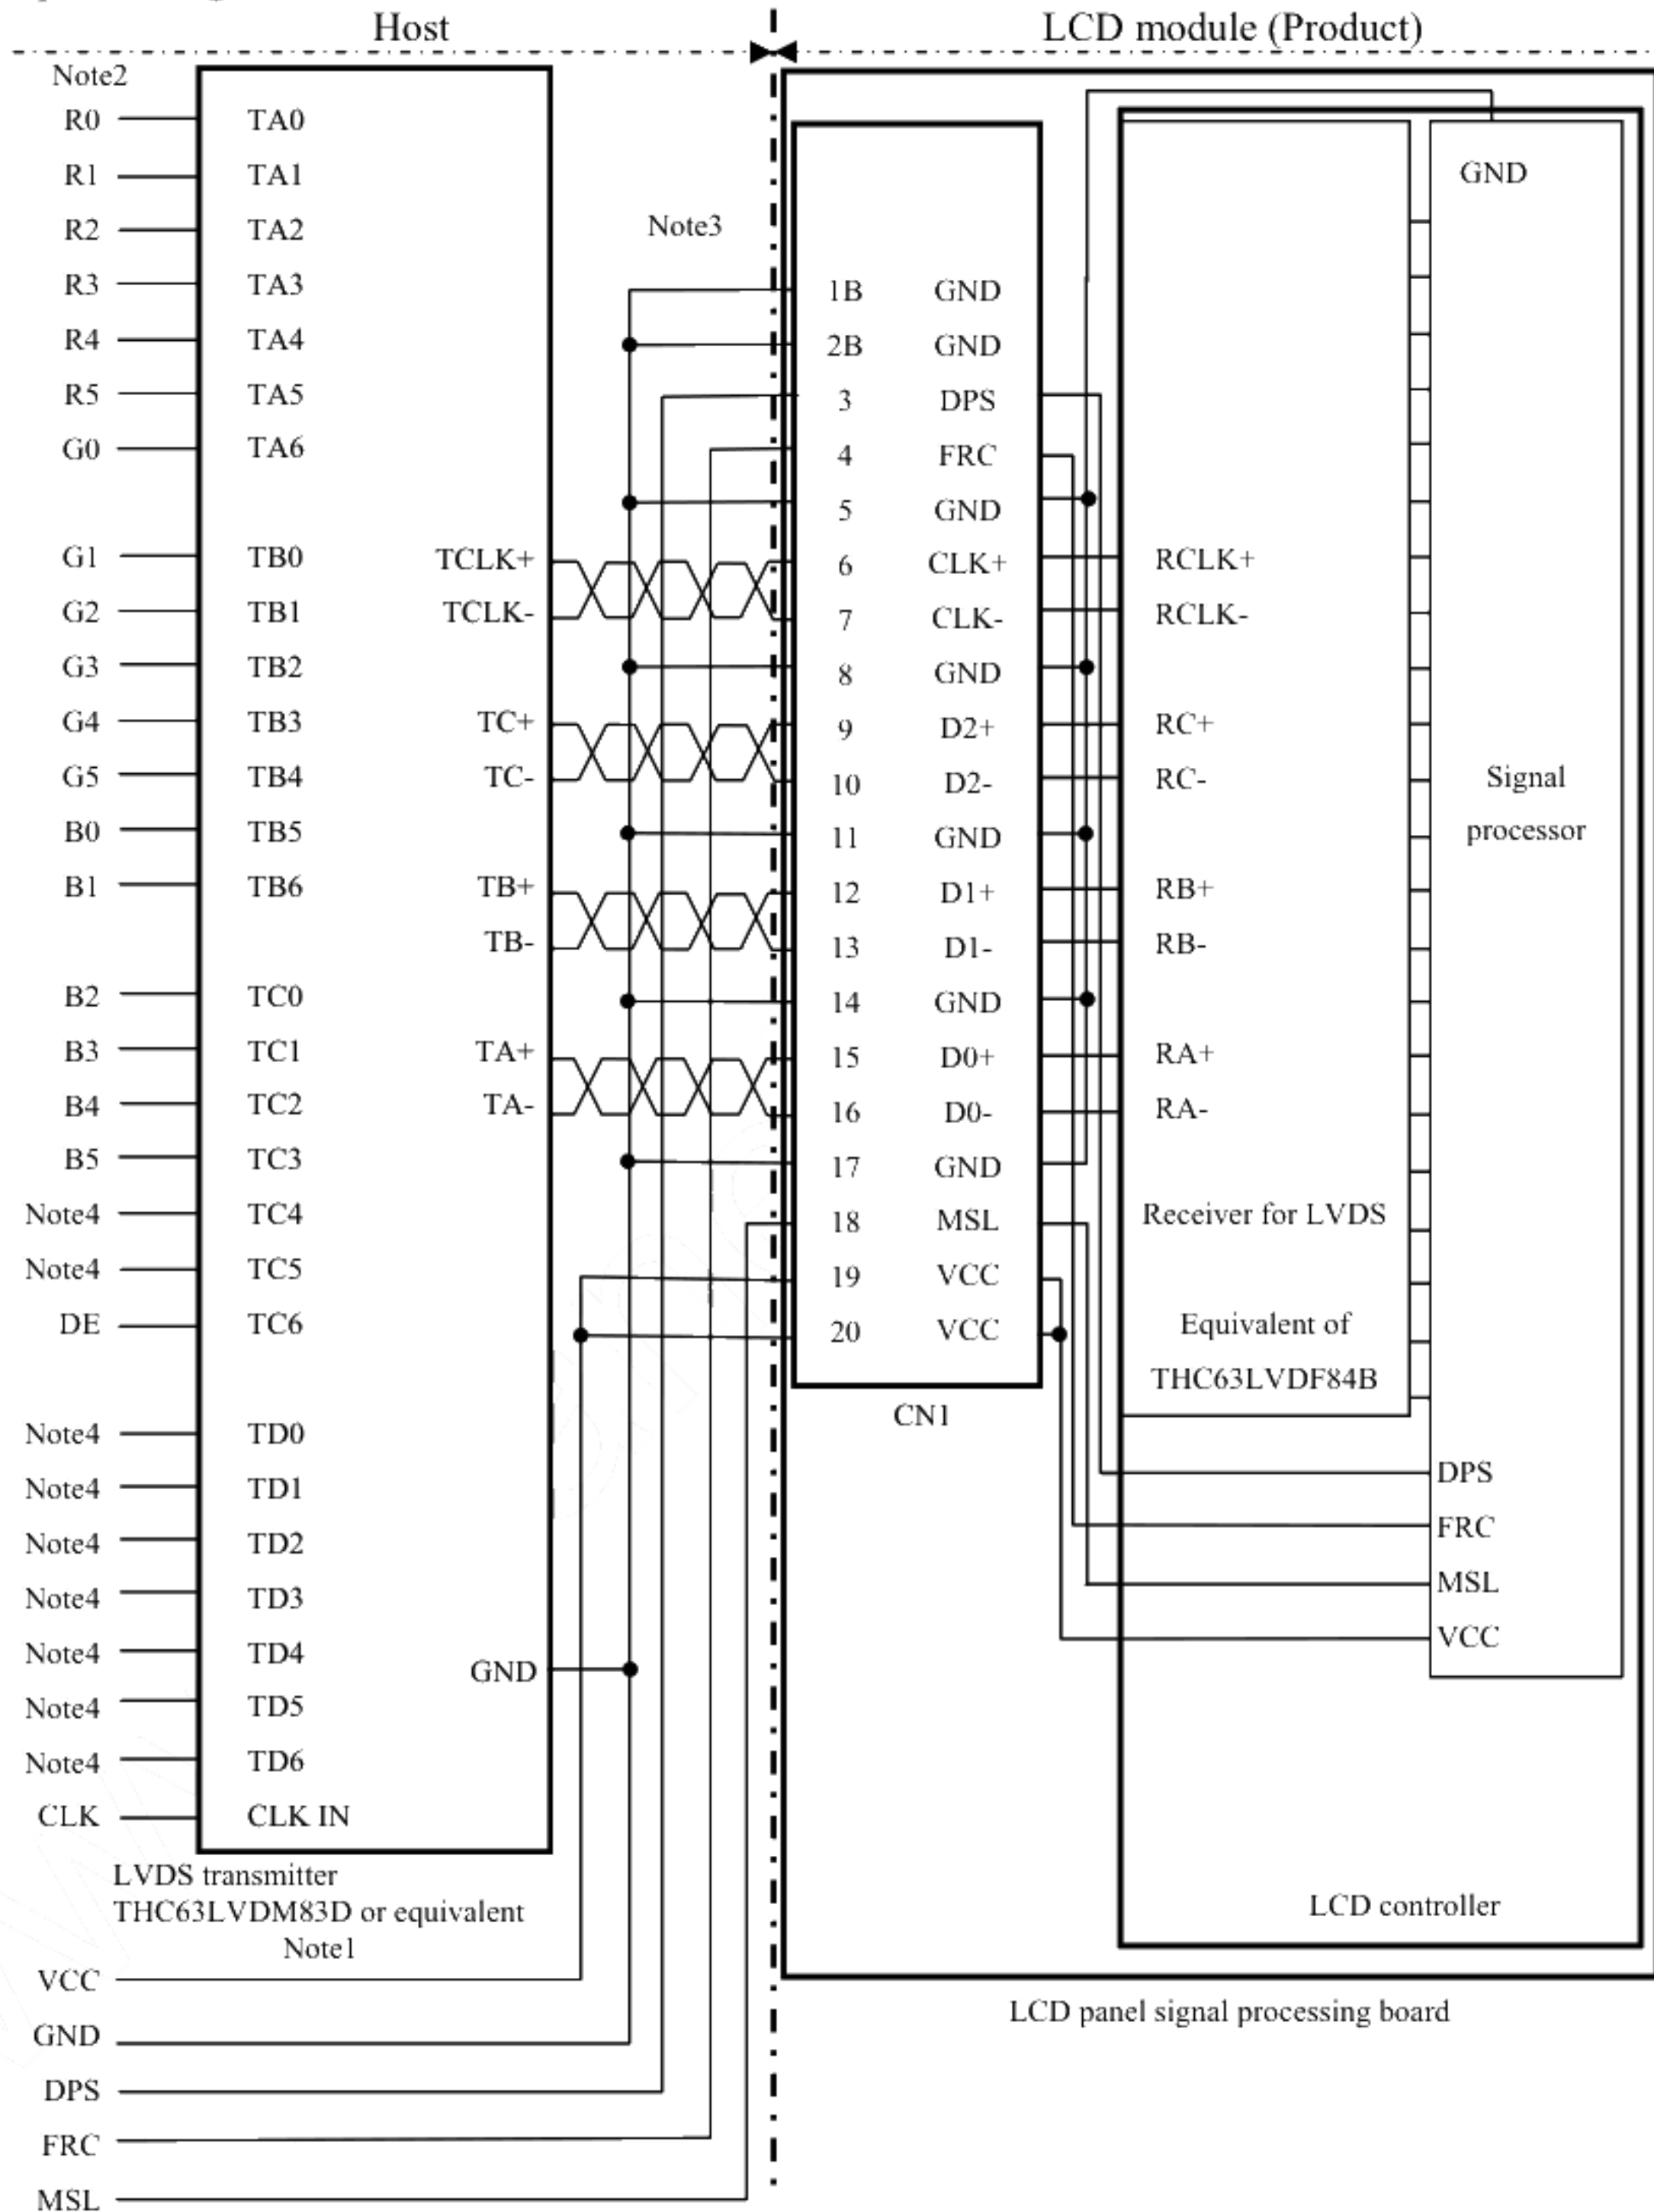 Host
LCD module (Product)
Note2
R0 TA0
R1 TA1
R2 TA2
R3 TA3
R4 TA4
R5 TA5
G0 TA6
G1 TB0 TCLK+
G2 TB1 TCLK-
G3 TB2
G4 TB3 TC+
G5 TB4 TC-
B0 TB5
B1 TB6 TB+
TB-
B2 TC0
B3 TC1 TA+
B4 TC2 TA-
B5 TC3
Note4 TC4
Note4 TC5
DE TC6
Note4 TD0
Note4 TD1
Note4 TD2
Note4 TD3
Note4 TD4
GND
Note4 TD5
Note4 TD6
CLK CLK IN
LVDS transmitter
THC63LVDM83D or equivalent
Note1
VCC
GND
DPS
FRC
MSL
Note3
1B GND
2B GND
3 DPS
4 FRC
5 GND
6 CLK+
7 CLK-
8 GND
9 D2+
10 D2-
11 GND
12 D1+
13 D1-
14 GND
15 D0+
16 D0-
17 GND
18 MSL
19 VCC
20 VCC
CN1
RCLK+
RCLK-
RC+
RC-
RB+
RB-
RA+
RA-
Receiver for LVDS
Equivalent of
THC63LVDF84B
GND
Signal
processor
DPS
FRC
MSL
VCC
LCD controller
LCD panel signal processing board